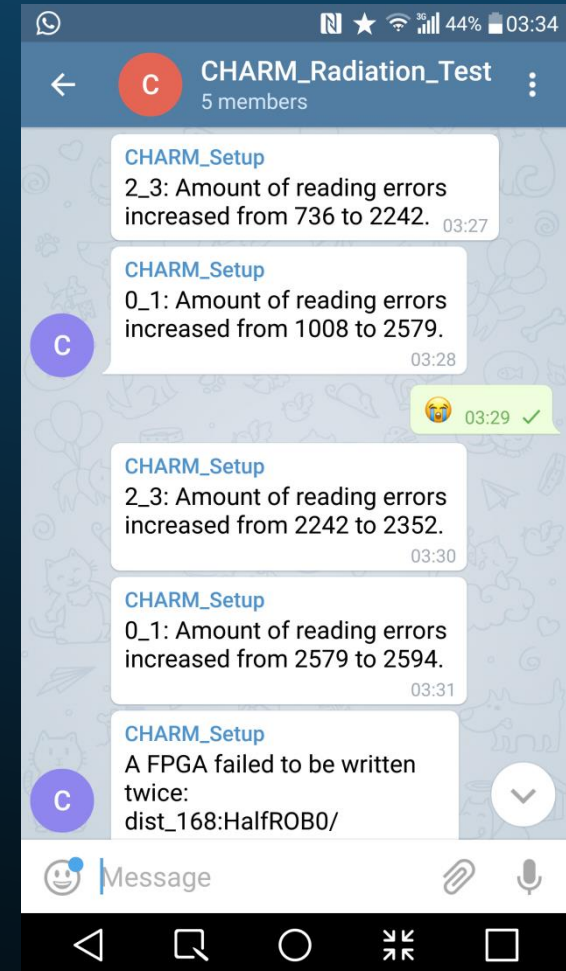 3G 44% 03:34
C
CHARM_Radiation_Test
5 members
CHARM_Setup
2_3: Amount of reading errors
increased from 736 to 2242. 03:27
CHARM_Setup
0_1: Amount of reading errors
increased from 1008 to 2579.
03:28
C
03:29
CHARM_Setup
2_3: Amount of reading errors
increased from 2242 to 2352.
03:30
CHARM_Setup
0_1: Amount of reading errors
increased from 2579 to 2594.
03:31
CHARM_Setup
A FPGA failed to be written
twice:
dist_168:HalfROB0/
C
Message